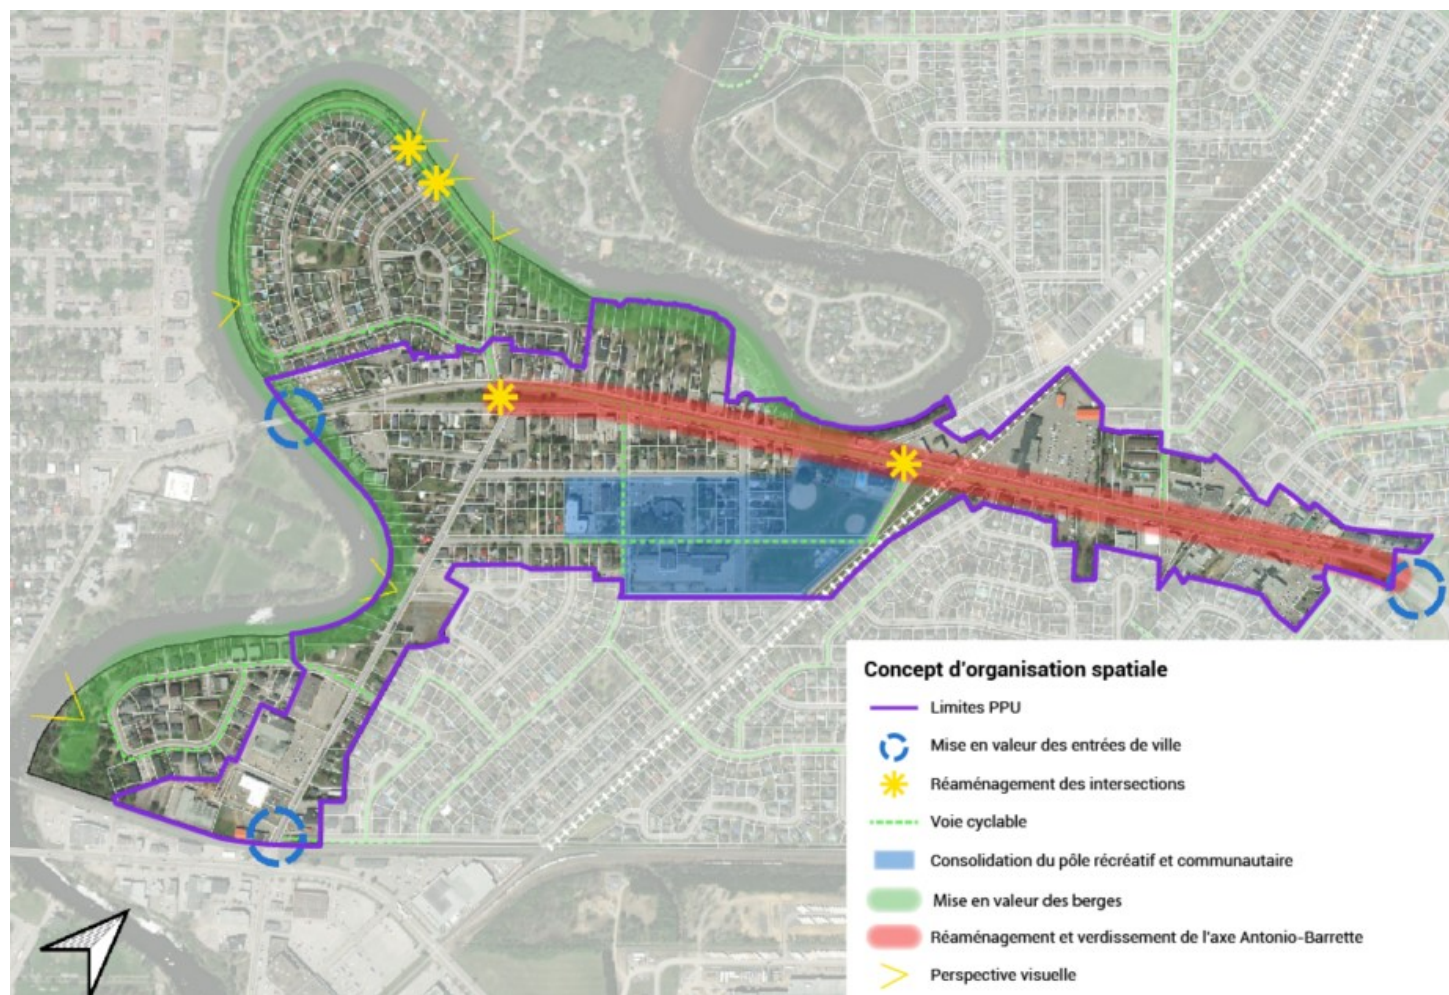 Concept d'organisation spatiale
Limites PPU
Mise en valeur des entrées de ville
Réaménagement des intersections
Voie cyclable
Consolidation du pôle récréatif et communautaire
Mise en valeur des berges
Réaménagement et verdissement de l'axe Antonio-Barrette
Perspective visuelle